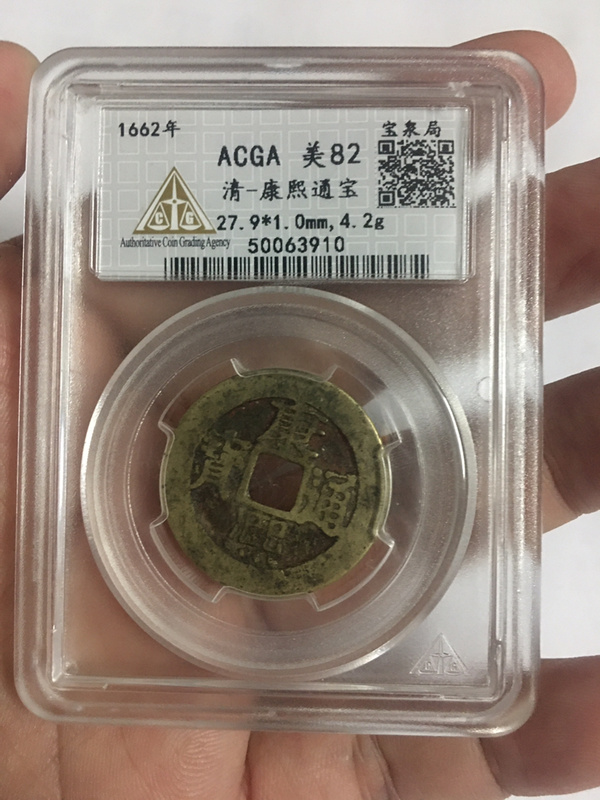 1662年
宝泉局
ACGA 美82
清-康熙通宝
27.9*1.0mm,4.2g
Authoritative Coin Grading Agency
50063910
康熙通寶